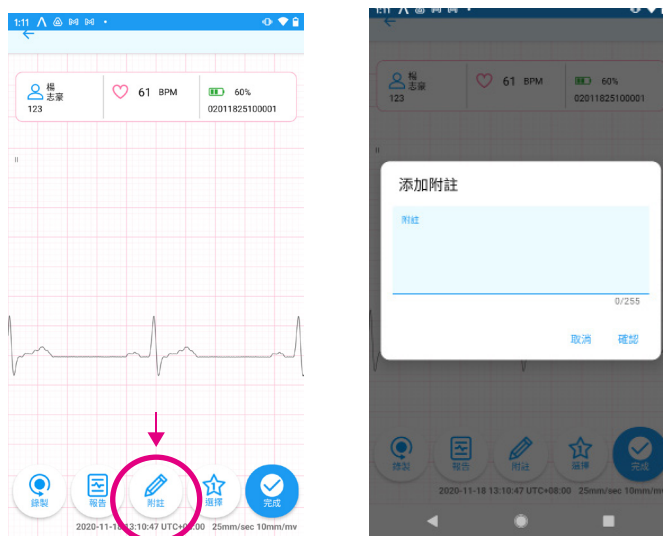 1:11
楊
志豪
61 BPM
60%
123
02011825100001
II
錄製
報告
附註
選擇
完成
2020-11-18 13:10:47 UTC+08:00 25mm/sec 10mm/mv
1:11
楊
志豪
61 BPM
60%
123
02011825100001
II
添加附註
附註
0/255
取消 確認
錄製
報告
附註
選擇
完成
2020-11-18 13:10:47 UTC+08:00 25mm/sec 10mm/mv